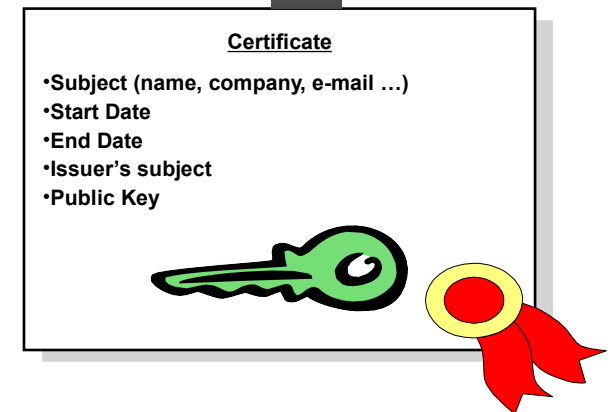 Certificate
•Subject (name, company, e-mail …)
•Start Date
•End Date
•Issuer’s subject
•Public Key